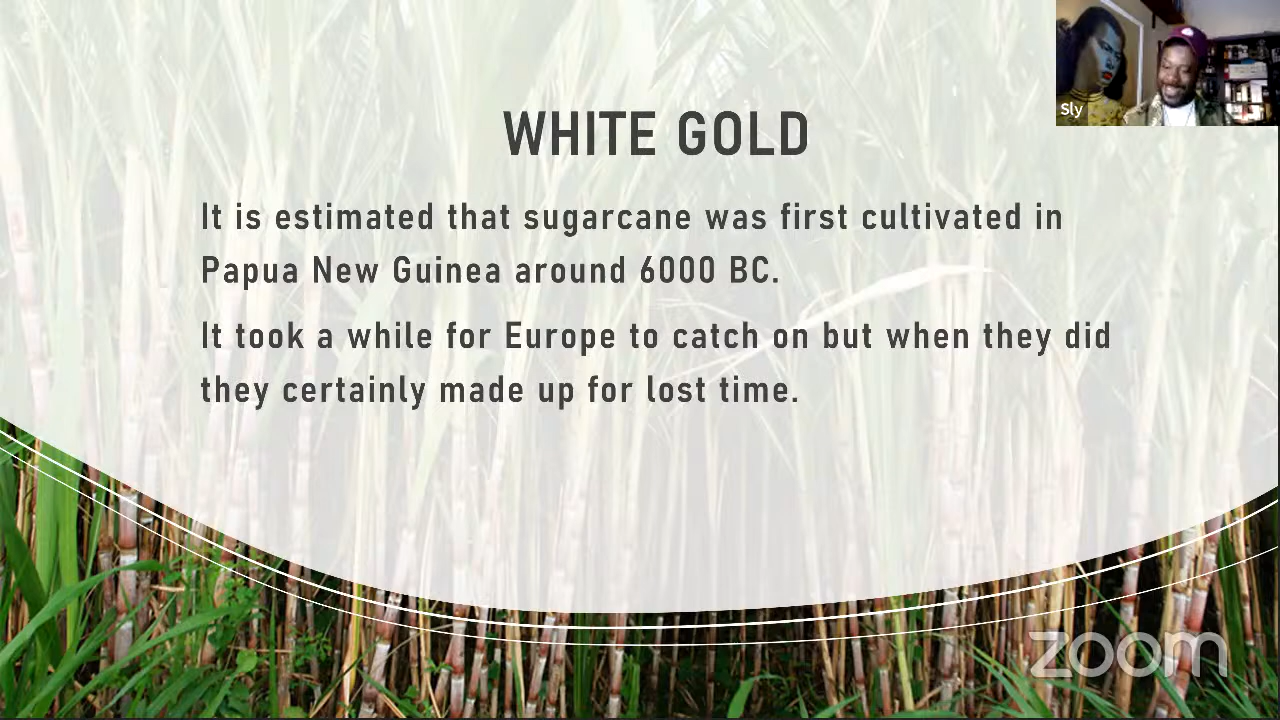 Sly
WHITE GOLD
It is estimated that sugarcane was first cultivated in
Papua New Guinea around 6000 BC.
It took a while for Europe to catch on but when they did
they certainly made up for lost time.
zoom